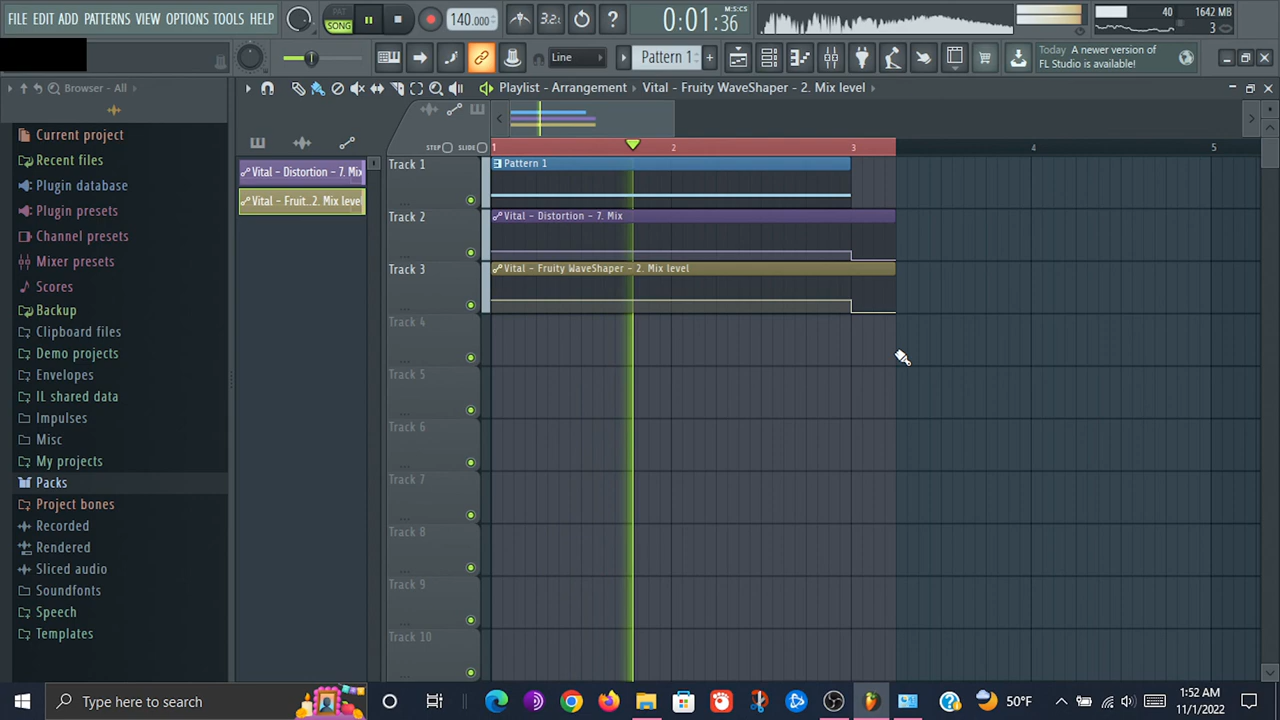 FILE EDIT ADD PATTERNS VIEW OPTIONS TOOLS HELP
PAT
SONG
140.000
3.2.
0:01:36
M:S:CS
40
1642 MB
3
Line
Pattern 1
Today A newer version of
FL Studio is available!
Browser - All
Playlist - Arrangement Vital - Fruity WaveShaper - 2. Mix level
STEP SLIDE
1 2 3 4 5
Current project
Recent files
Plugin database
Plugin presets
Channel presets
Mixer presets
Scores
Backup
Clipboard files
Demo projects
Envelopes
IL shared data
Impulses
Misc
My projects
Packs
Project bones
Recorded
Rendered
Sliced audio
Soundfonts
Speech
Templates
Vital - Distortion - 7. Mix
Vital - Fruit..2. Mix level
Track 1
Pattern 1
Track 2
Vital - Distortion - 7. Mix
Track 3
Vital - Fruity WaveShaper - 2. Mix level
Track 4
Track 5
Track 6
Track 7
Track 8
Track 9
Track 10
Type here to search
50°F
1:52 AM
11/1/2022